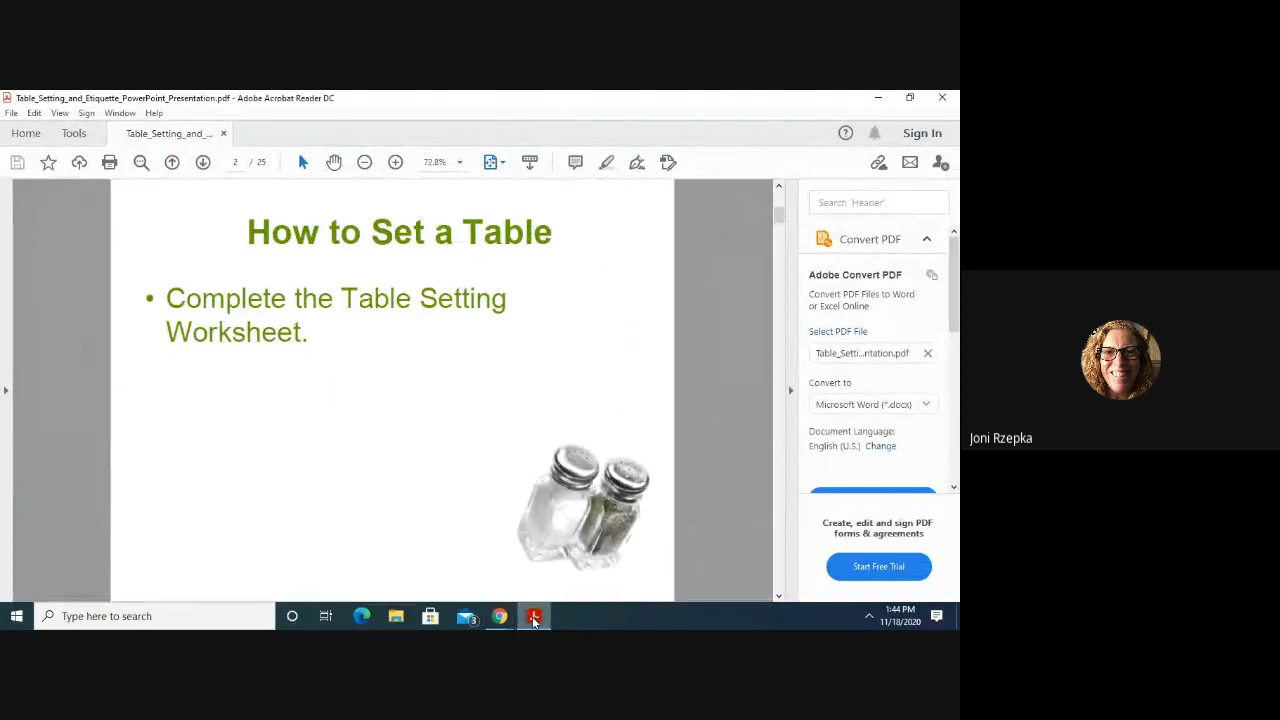 Table_Setting_and_Etiquette_PowerPoint_Presentation.pdf - Adobe Acrobat Reader DC
File Edit View Sign Window Help
Home Tools Table_Setting_and_... × Sign In
2 / 25 72.8%
How to Set a Table
• Complete the Table Setting
Worksheet.
Search 'Header'
Convert PDF
Adobe Convert PDF
Convert PDF Files to Word
or Excel Online
Select PDF File
Table_Setti...ntation.pdf
Convert to
Microsoft Word (*.docx)
Document Language:
English (U.S.) Change
Create, edit and sign PDF
forms & agreements
Start Free Trial
Joni Rzepka
Type here to search
3
1:44 PM
11/18/2020